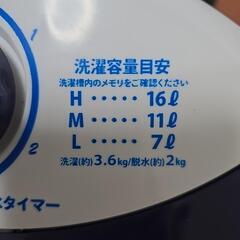 洗濯容量目安
洗濯槽内のメモリをご確認ください
H ‥‥‥ 16ℓ
M ‥‥‥ 11ℓ
L ‥‥‥ 7ℓ
洗濯(約)3.6kg/脱水(約)2kg
1
2
タイマー